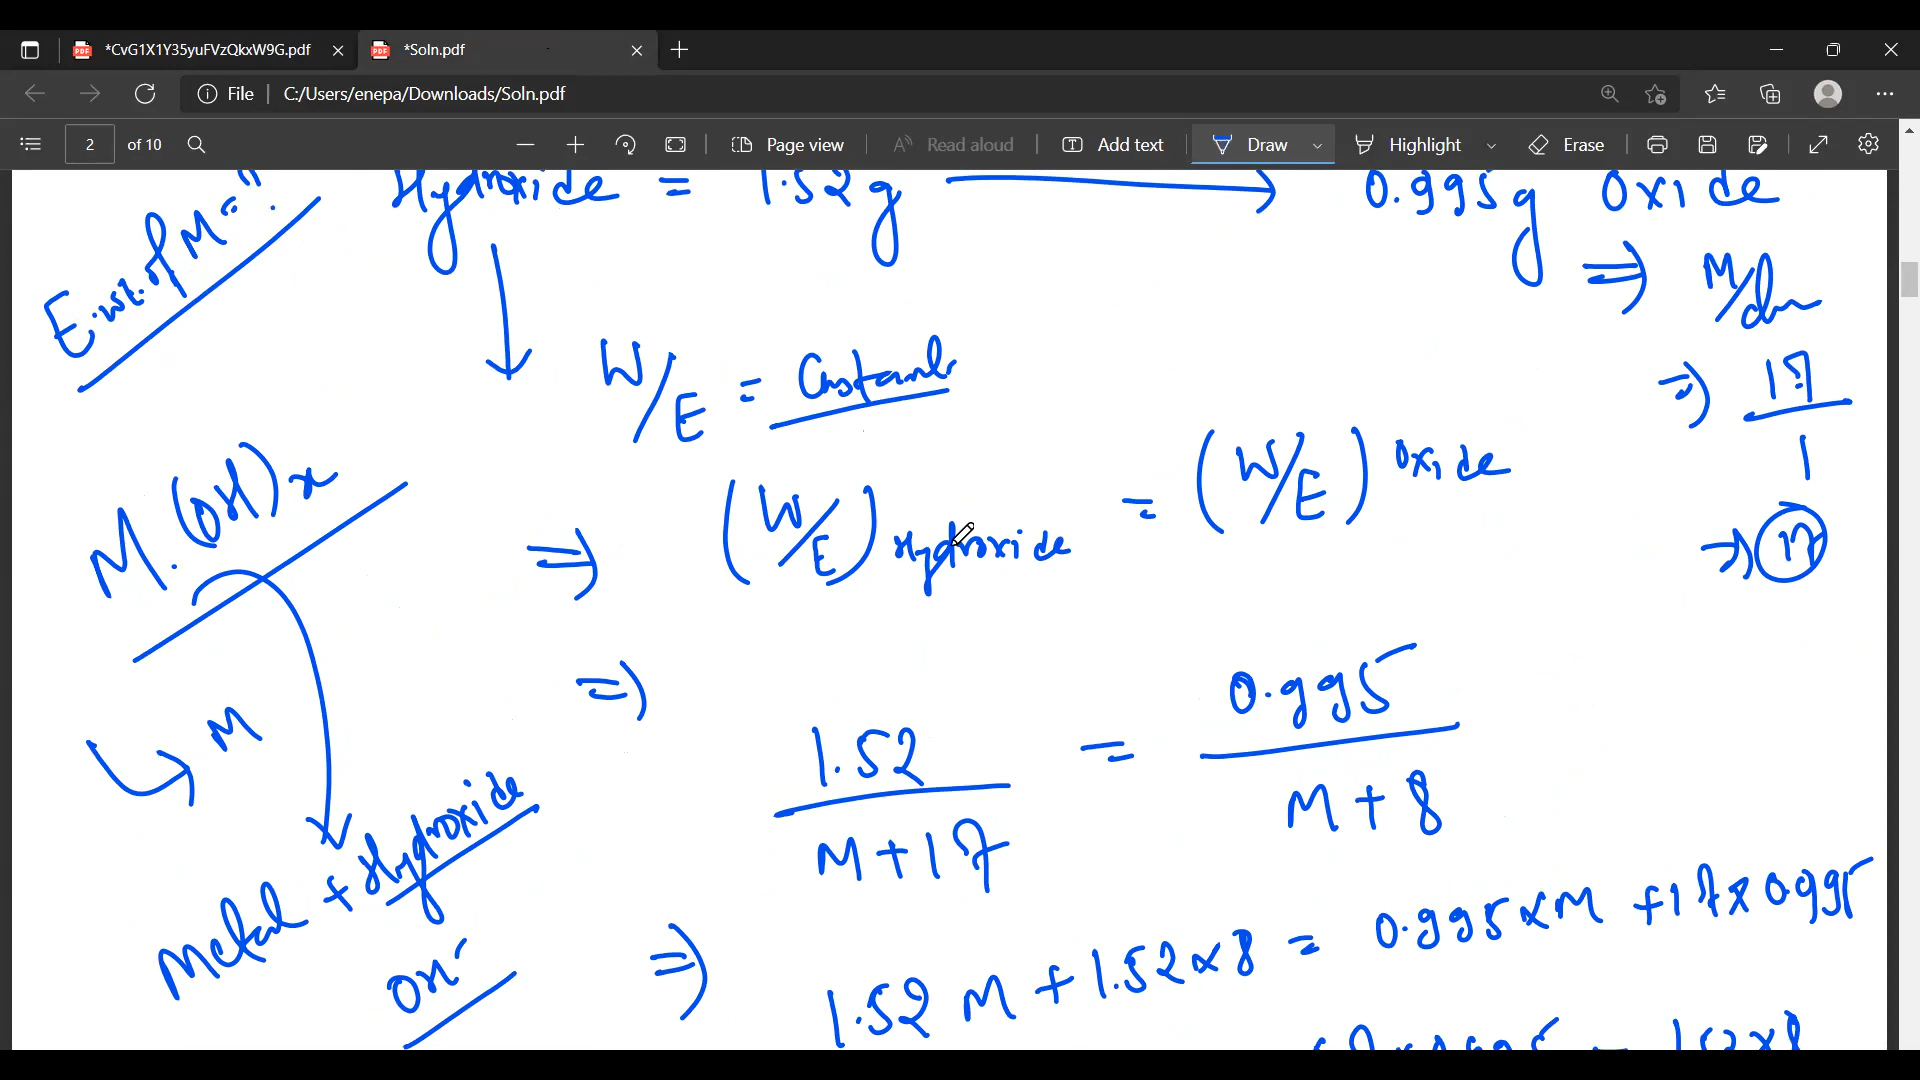 *CvG1X1Y35yuFVzQkxW9G.pdf
*Soln.pdf
File
C:/Users/enepa/Downloads/Soln.pdf
2 of 10
Page view
Read aloud
Add text
Draw
Highlight
Erase
Hydroxide = 1.52 g → 0.995g Oxide
E.wt. of M"?
⇒ M/
W/E = Constant
⇒ 17/1
M.(OH)x
⇒ (W/E) Hydroxide = (W/E) Oxide
⇒ 17
⇒ 1.52/(M+17) = 0.995/(M+8)
M
Metal + Hydroxide
OH-
⇒ 1.52 M + 1.52×8 = 0.995×M + 17×0.995